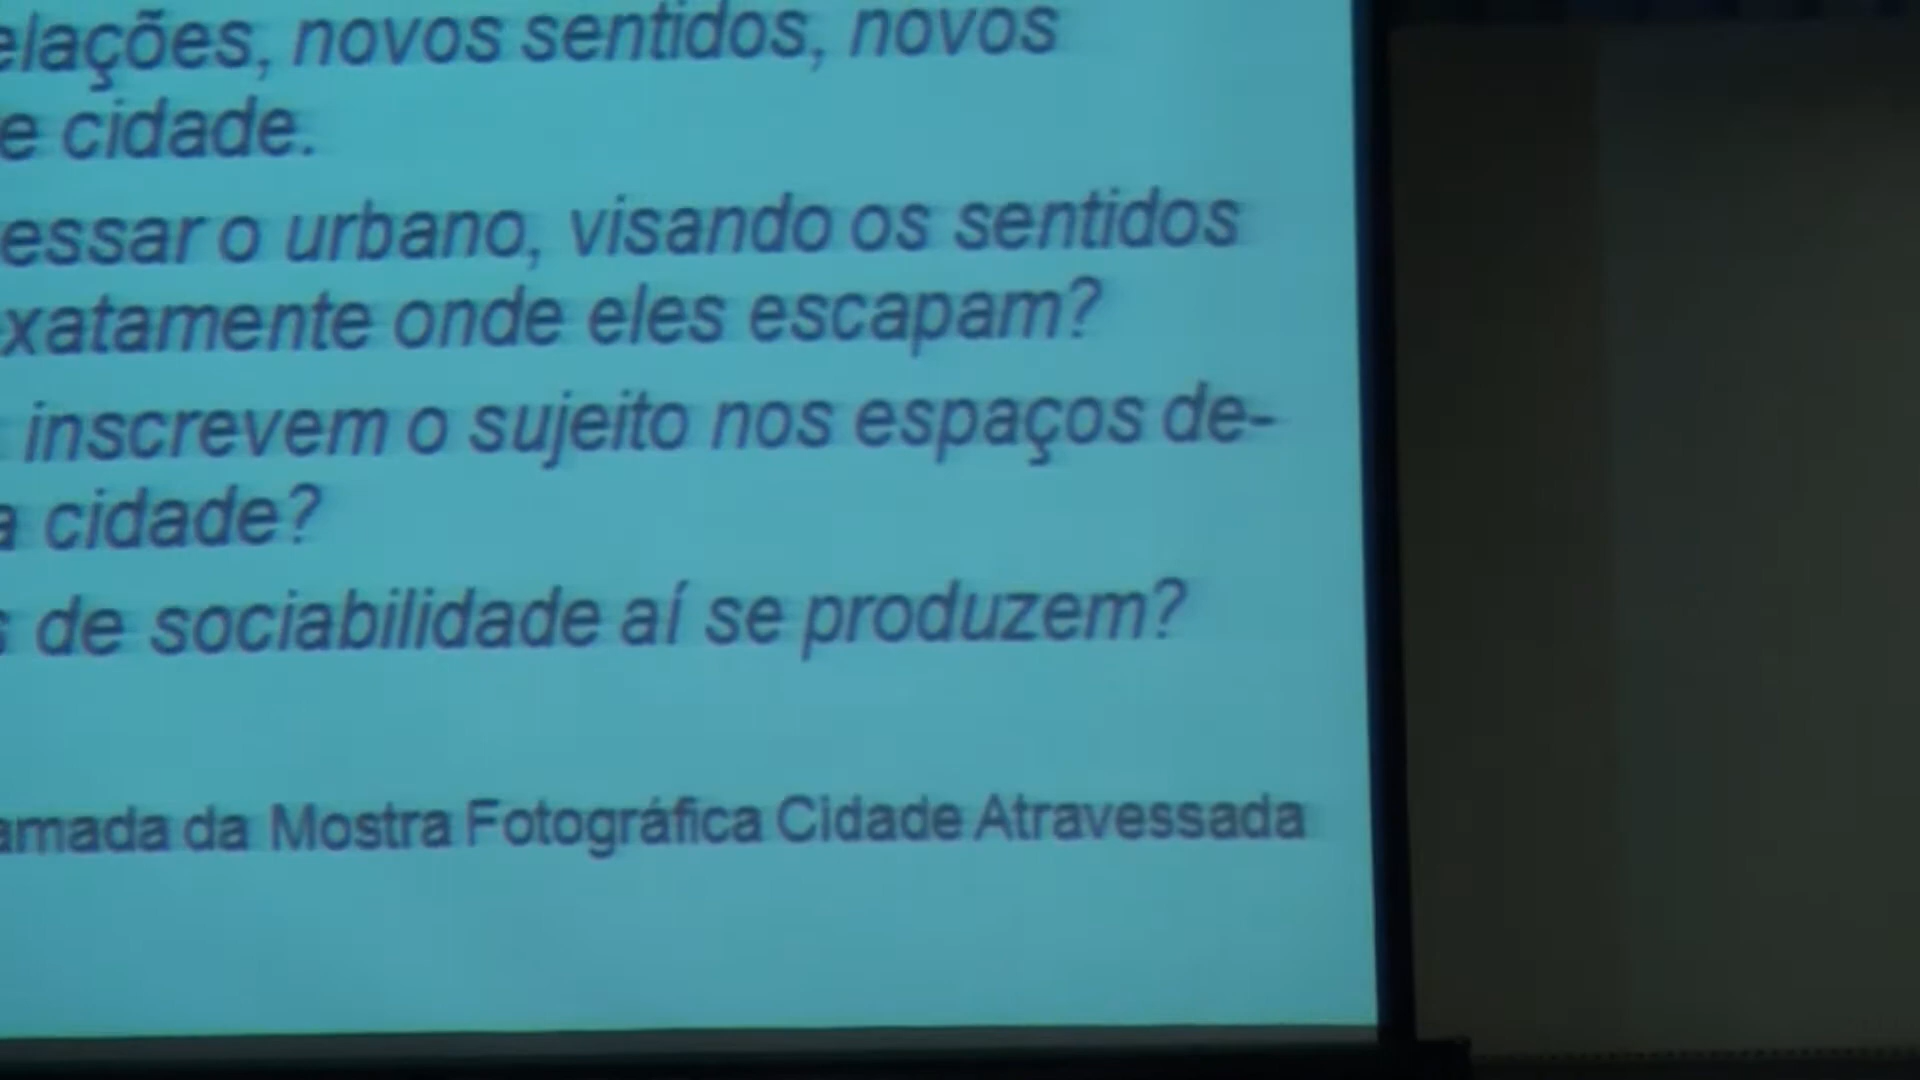 elações, novos sentidos, novos
e cidade.
essar o urbano, visando os sentidos
xatamente onde eles escapam?
inscrevem o sujeito nos espaços de-
a cidade?
s de sociabilidade aí se produzem?
amada da Mostra Fotográfica Cidade Atravessada